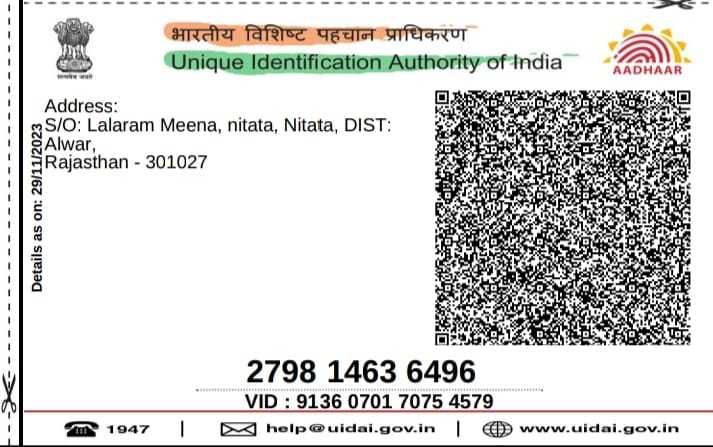 भारतीय विशिष्ट पहचान प्राधिकरण
Unique Identification Authority of India
सत्यमेव जयते
AADHAAR
Address:
S/O: Lalaram Meena, nitata, Nitata, DIST:
Alwar,
Rajasthan - 301027
Details as on: 29/11/2023
2798 1463 6496
VID : 9136 0701 7075 4579
1947 | help@uidai.gov.in | www.uidai.gov.in